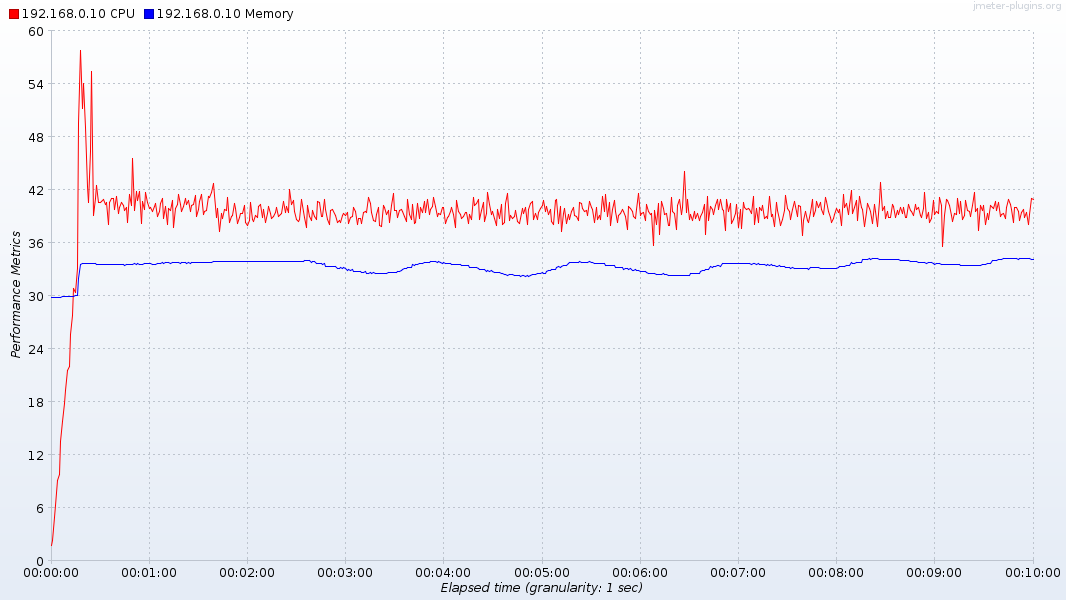 jmeter-plugins.org
192.168.0.10 CPU 192.168.0.10 Memory
60
54
48
42
36
30
24
18
12
6
0
Performance Metrics
00:00:00 00:01:00 00:02:00 00:03:00 00:04:00 00:05:00 00:06:00 00:07:00 00:08:00 00:09:00 00:10:00
Elapsed time (granularity: 1 sec)